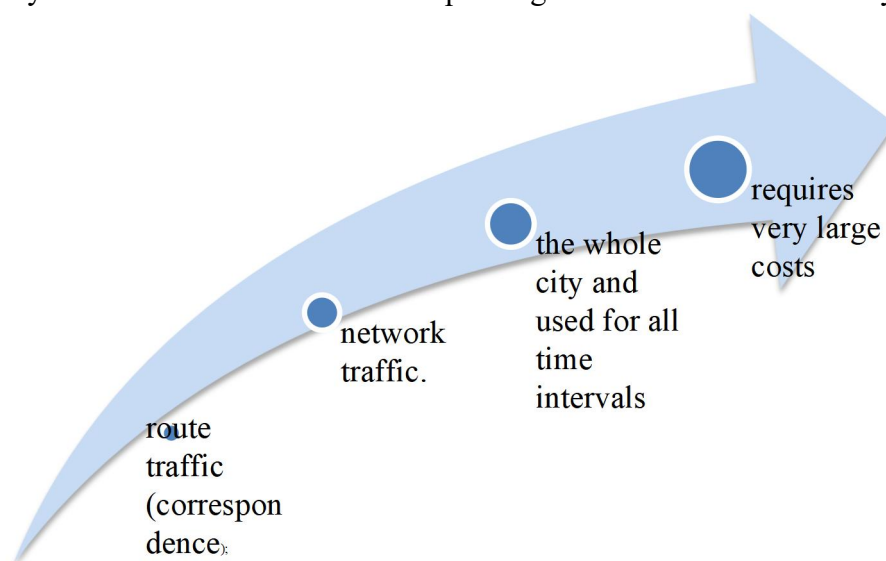 route
traffic
(correspon
dence);
network
traffic.
the whole
city and
used for all
time
intervals
requires
very large
costs